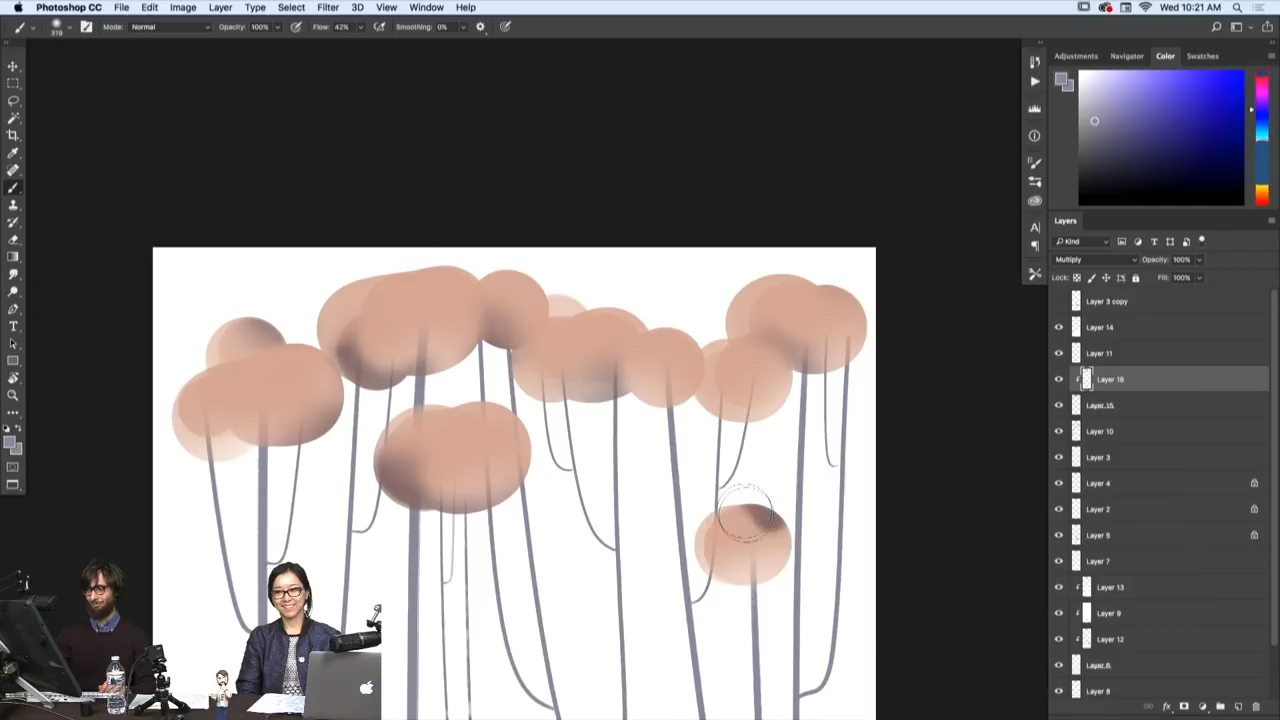 Photoshop CC File Edit Image Layer Type Select Filter 3D View Window Help Wed 10:21 AM
319 Mode: Normal Opacity: 100% Flow: 42% Smoothing: 0%
Adjustments Navigator Color Swatches
Layers
Kind
Multiply Opacity: 100%
Lock: Fill: 100%
Layer 3 copy
Layer 14
Layer 11
Layer 16
Layer 15
Layer 10
Layer 3
Layer 4
Layer 2
Layer 5
Layer 7
Layer 13
Layer 9
Layer 12
Layer 6
Layer 8